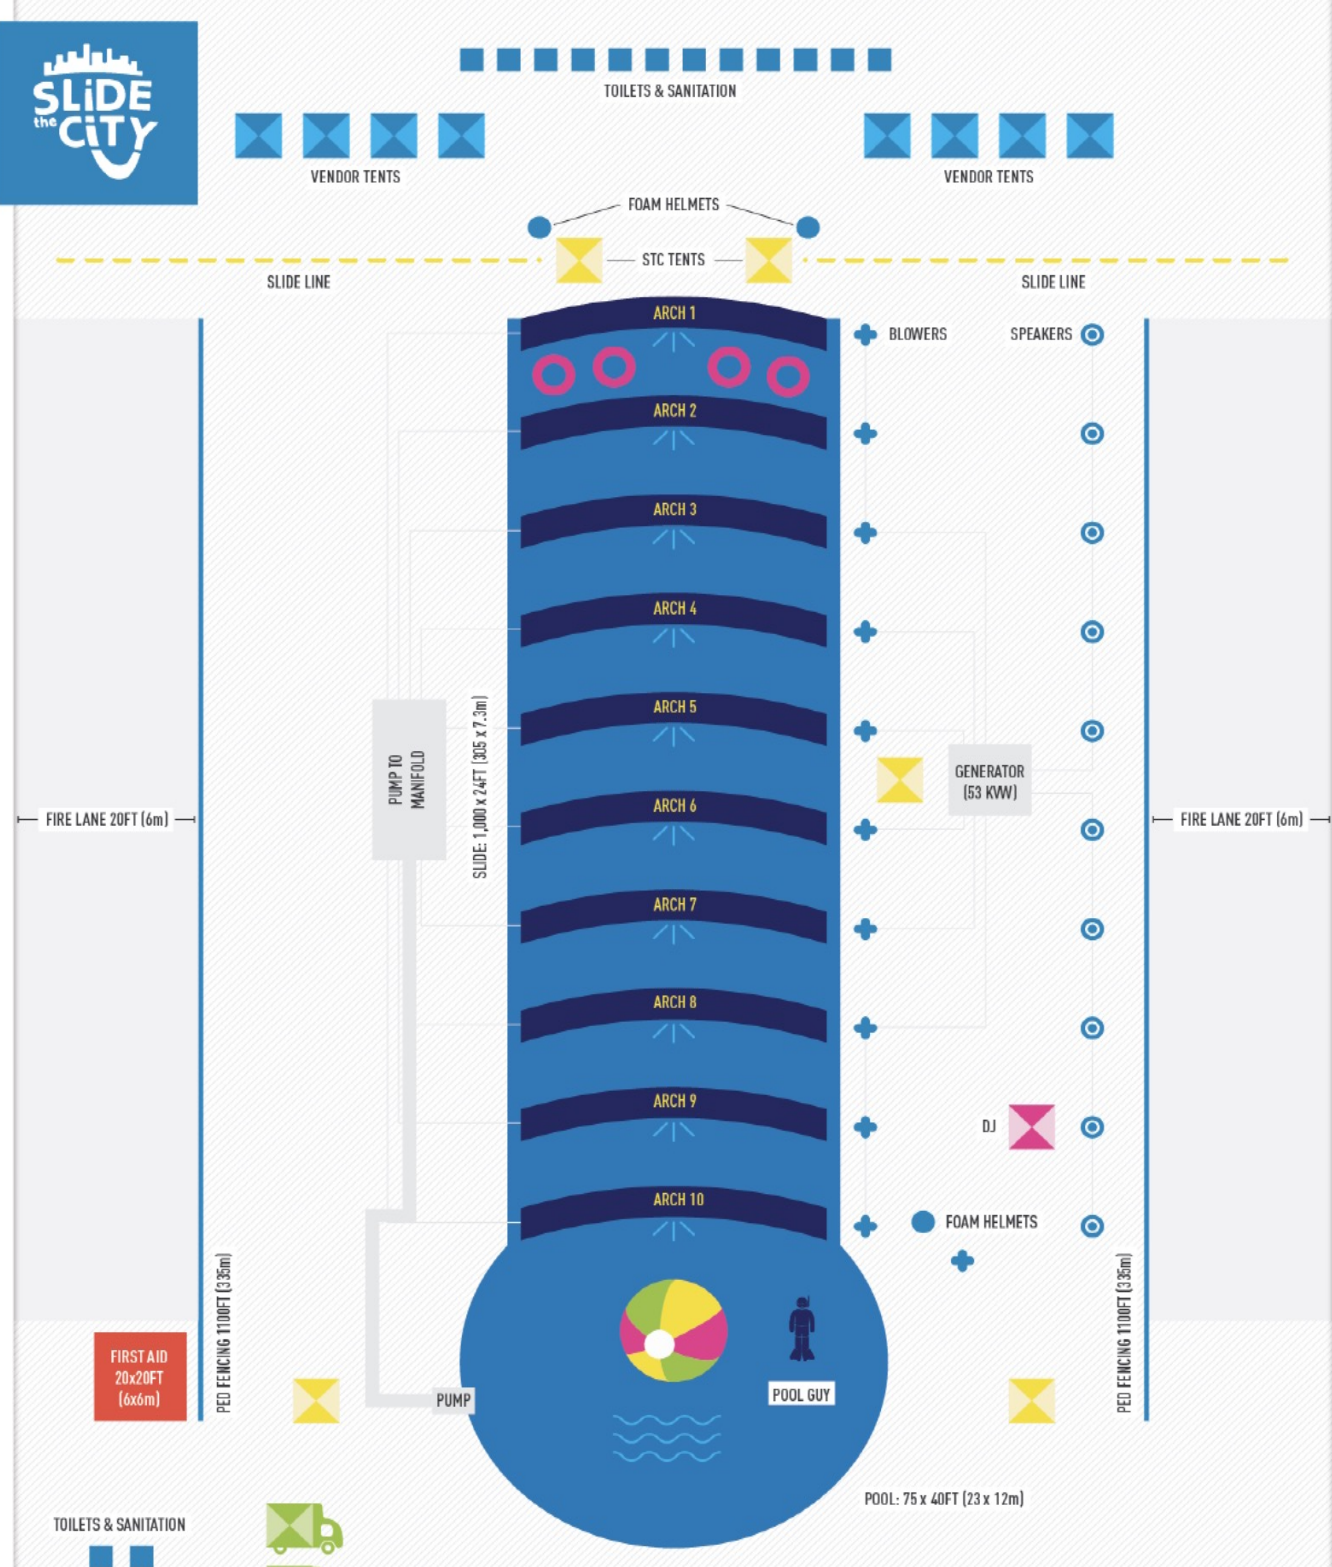 SLiDE
the CiTY
TOILETS & SANITATION
VENDOR TENTS
VENDOR TENTS
FOAM HELMETS
STC TENTS
SLIDE LINE
SLIDE LINE
ARCH 1
BLOWERS
SPEAKERS
ARCH 2
ARCH 3
ARCH 4
ARCH 5
PUMP TO
MANIFOLD
SLIDE: 1,000 x 24FT (305 x 7.3m)
GENERATOR
(53 KVW)
ARCH 6
FIRE LANE 20FT (6m)
FIRE LANE 20FT (6m)
ARCH 7
ARCH 8
ARCH 9
DJ
ARCH 10
FOAM HELMETS
PED FENCING 1100FT (335m)
PED FENCING 1100FT (335m)
FIRST AID
20x20FT
(6x6m)
PUMP
POOL GUY
POOL: 75 x 40FT (23 x 12m)
TOILETS & SANITATION